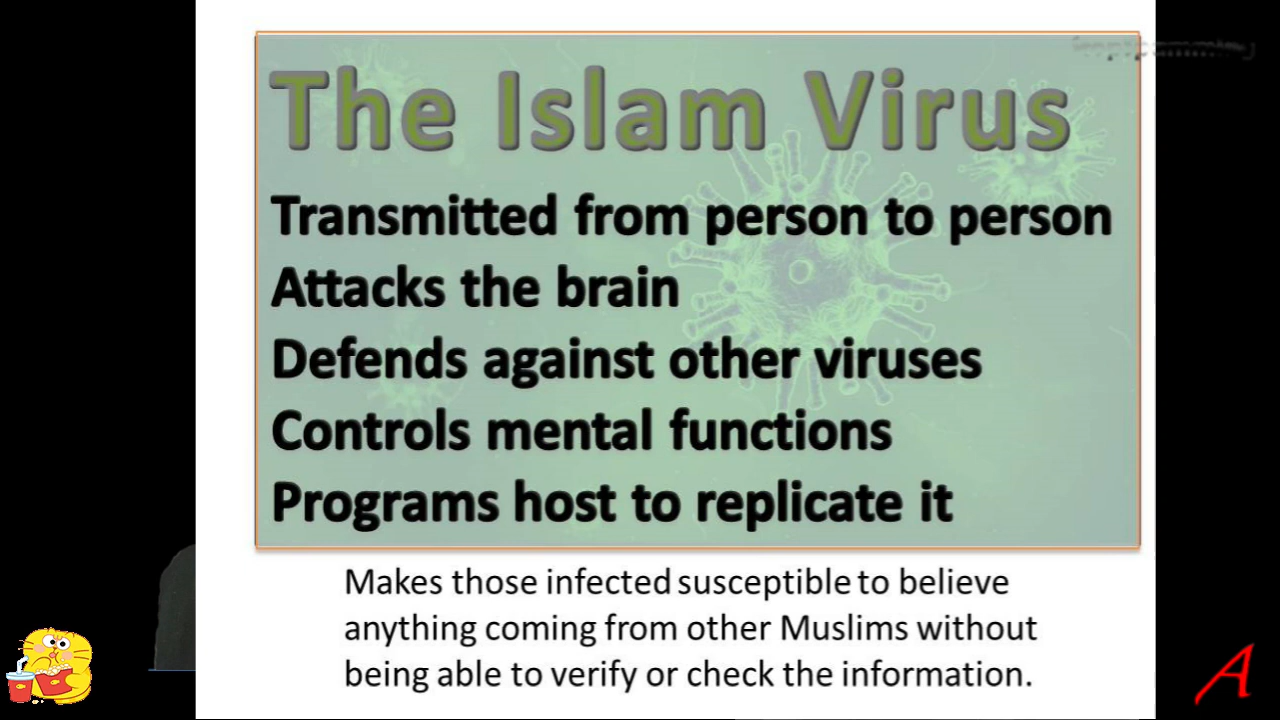 The Islam Virus
Transmitted from person to person
Attacks the brain
Defends against other viruses
Controls mental functions
Programs host to replicate it
Makes those infected susceptible to believe
anything coming from other Muslims without
being able to verify or check the information.
A